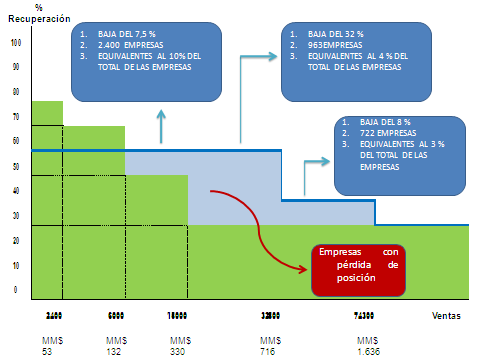 %
Recuperación
1. BAJA DEL 7,5 %
2. 2.400 EMPRESAS
3. EQUIVALENTES AL 10% DEL
TOTAL DE LAS EMPRESAS
1. BAJA DEL 32 %
2. 963EMPRESAS
3. EQUIVALENTES AL 4 % DEL
TOTAL DE LAS EMPRESAS
1. BAJA DEL 8 %
2. 722 EMPRESAS
3. EQUIVALENTES AL 3 %
DEL TOTAL DE LAS
EMPRESAS
100
90
80
70
60
50
40
30
20
10
0
Empresas con
pérdida de
posición
Ventas
MM$
53
MM$
132
MM$
330
MM$
716
MM$
1.636